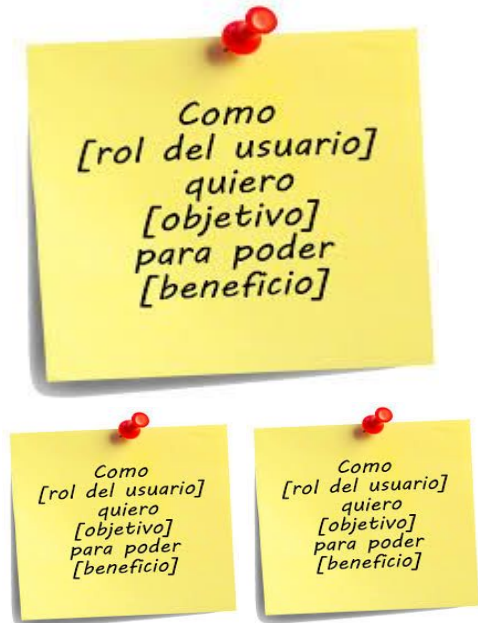 Como
[rol del usuario]
quiero
[objetivo]
para poder
[beneficio]
Como
[rol del usuario]
quiero
[objetivo]
para poder
[beneficio]
Como
[rol del usuario]
quiero
[objetivo]
para poder
[beneficio]